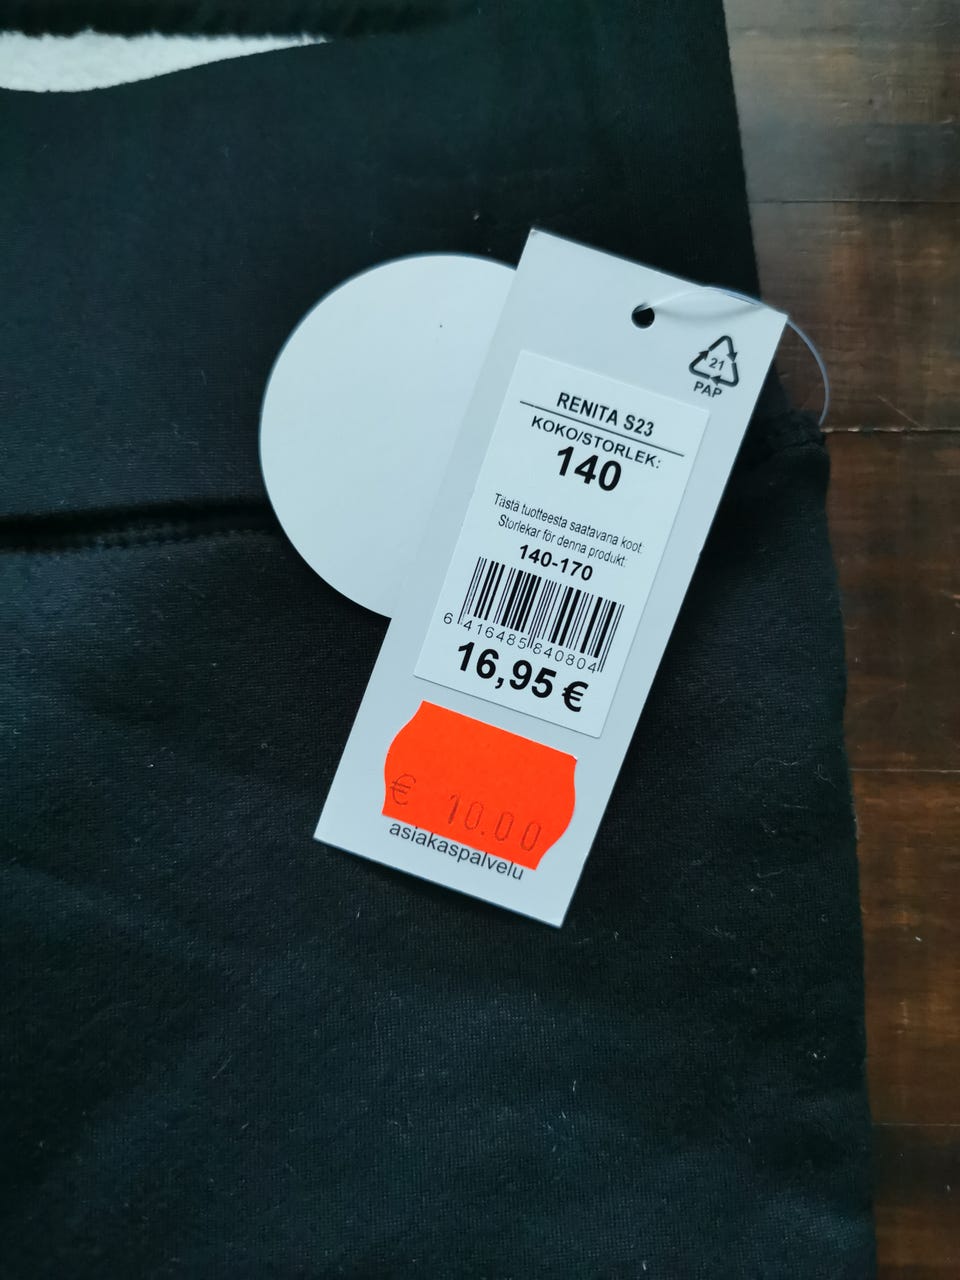 21
PAP
RENITA S23
KOKO/STORLEK:
140
Tästä tuotteesta saatavana koot:
Storlekar för denna produkt:
140-170
6 416485 840804
16,95 €
€ 10.00
asiakaspalvelu